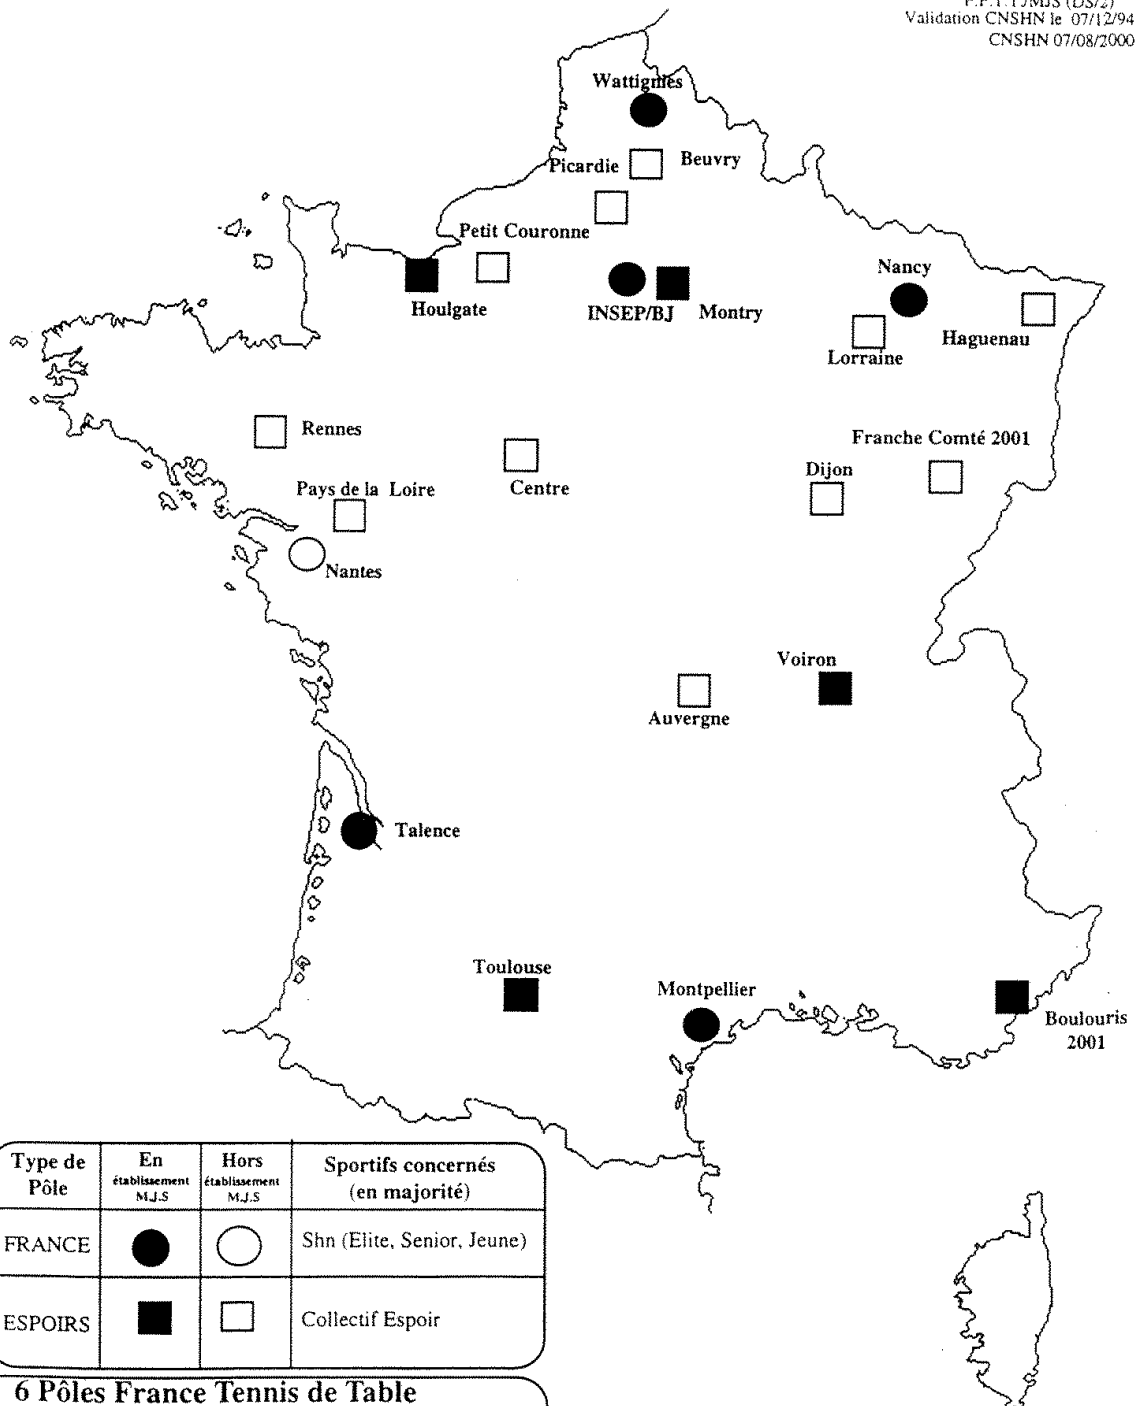 Validation CNSHN le 07/12/94
CNSHN 07/08/2000
Wattignies
Picardie
Beuvry
Petit Couronne
Houlgate
INSEP/BJ
Montry
Nancy
Lorraine
Haguenau
Rennes
Centre
Franche Comté 2001
Dijon
Pays de la Loire
Nantes
Voiron
Auvergne
Talence
Toulouse
Montpellier
Boulouris
2001
Type de
Pôle
En
établissement
M.J.S
Hors
établissement
M.J.S
Sportifs concernés
(en majorité)
FRANCE
Shn (Elite, Senior, Jeune)
ESPOIRS
Collectif Espoir
6 Pôles France Tennis de Table